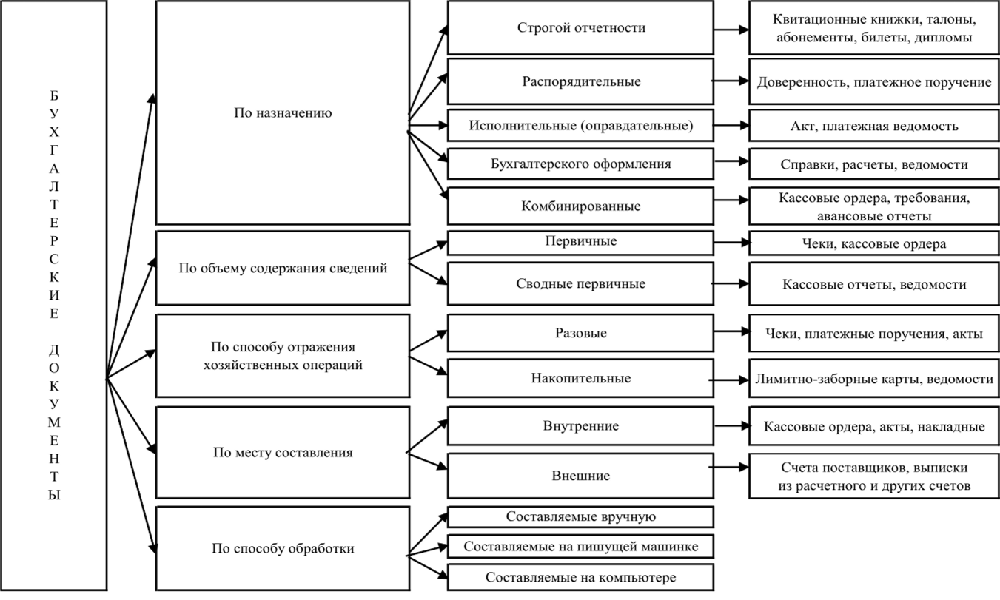 БУХГАЛТЕРСКИЕ ДОКУМЕНТЫ
По назначению
Строгой отчетности
Квитационные книжки, талоны,
абонементы, билеты, дипломы
Распорядительные
Доверенность, платежное поручение
Исполнительные (оправдательные)
Акт, платежная ведомость
Бухгалтерского оформления
Справки, расчеты, ведомости
Комбинированные
Кассовые ордера, требования,
авансовые отчеты
По объему содержания сведений
Первичные
Чеки, кассовые ордера
Сводные первичные
Кассовые отчеты, ведомости
По способу отражения
хозяйственных операций
Разовые
Чеки, платежные поручения, акты
Накопительные
Лимитно-заборные карты, ведомости
По месту составления
Внутренние
Кассовые ордера, акты, накладные
Внешние
Счета поставщиков, выписки
из расчетного и других счетов
По способу обработки
Составляемые вручную
Составляемые на пишущей машинке
Составляемые на компьютере